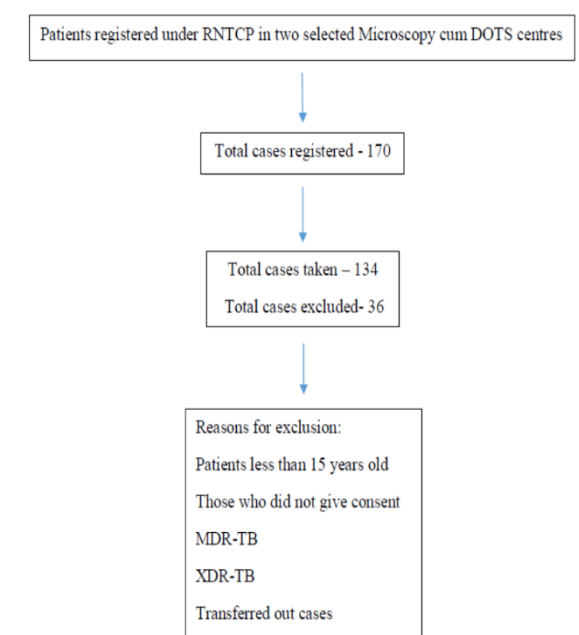 Patients registered under RNTCP in two selected Microscopy cum DOTS centres
Total cases registered - 170
Total cases taken – 134
Total cases excluded- 36
Reasons for exclusion:
Patients less than 15 years old
Those who did not give consent
MDR-TB
XDR-TB
Transferred out cases